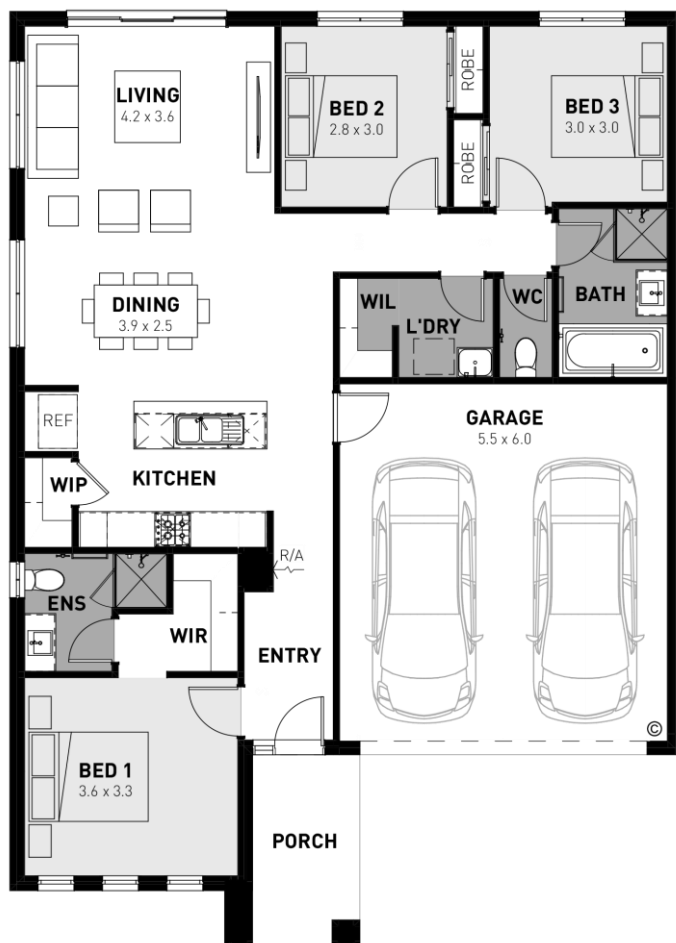 LIVING
4.2 x 3.6
BED 2
2.8 x 3.0
ROBE
ROBE
BED 3
3.0 x 3.0
DINING
3.9 x 2.5
WIL
L'DRY
WC
BATH
REF
KITCHEN
WIP
GARAGE
5.5 x 6.0
R/A
ENS
WIR
ENTRY
BED 1
3.6 x 3.3
PORCH
©